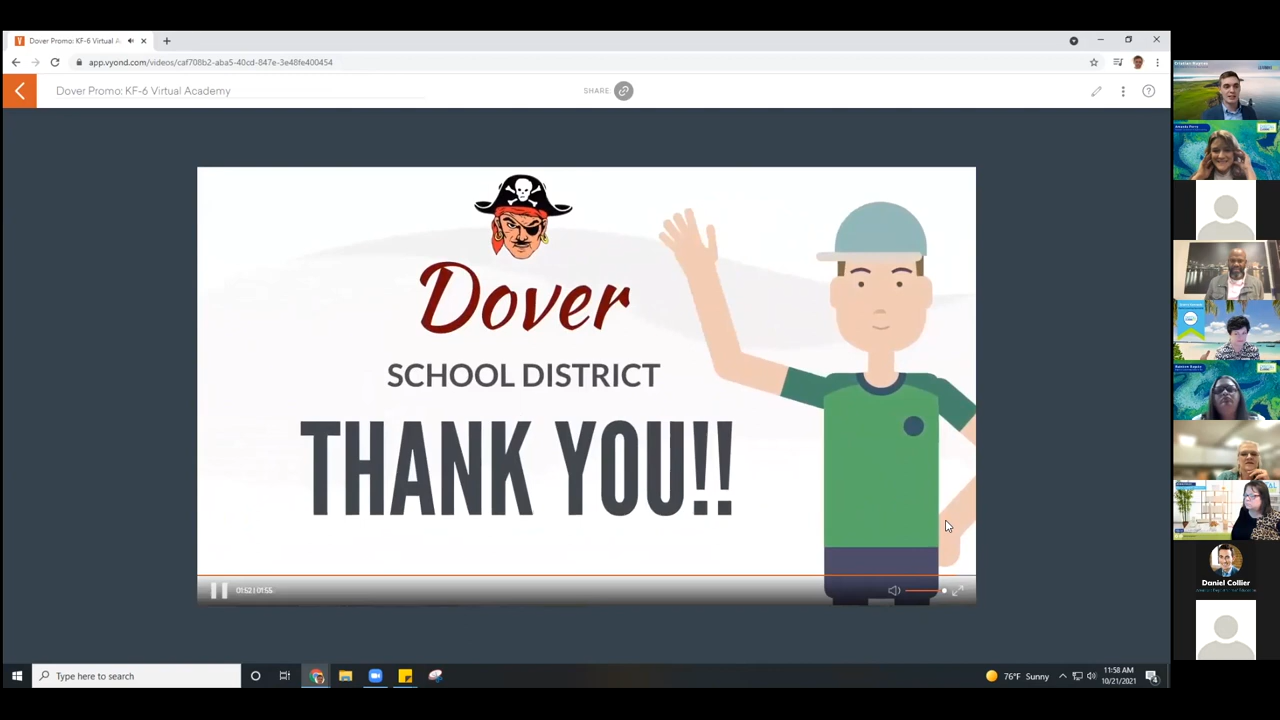 Dover Promo: KF-6 Virtual A
app.vyond.com/videos/caf708b2-aba5-40cd-847e-3e48fe400454
Dover Promo: KF-6 Virtual Academy
SHARE
Dover
SCHOOL DISTRICT
THANK YOU!!
01:52 | 01:55
Daniel Collier
Type here to search
76°F Sunny
11:58 AM
10/21/2021